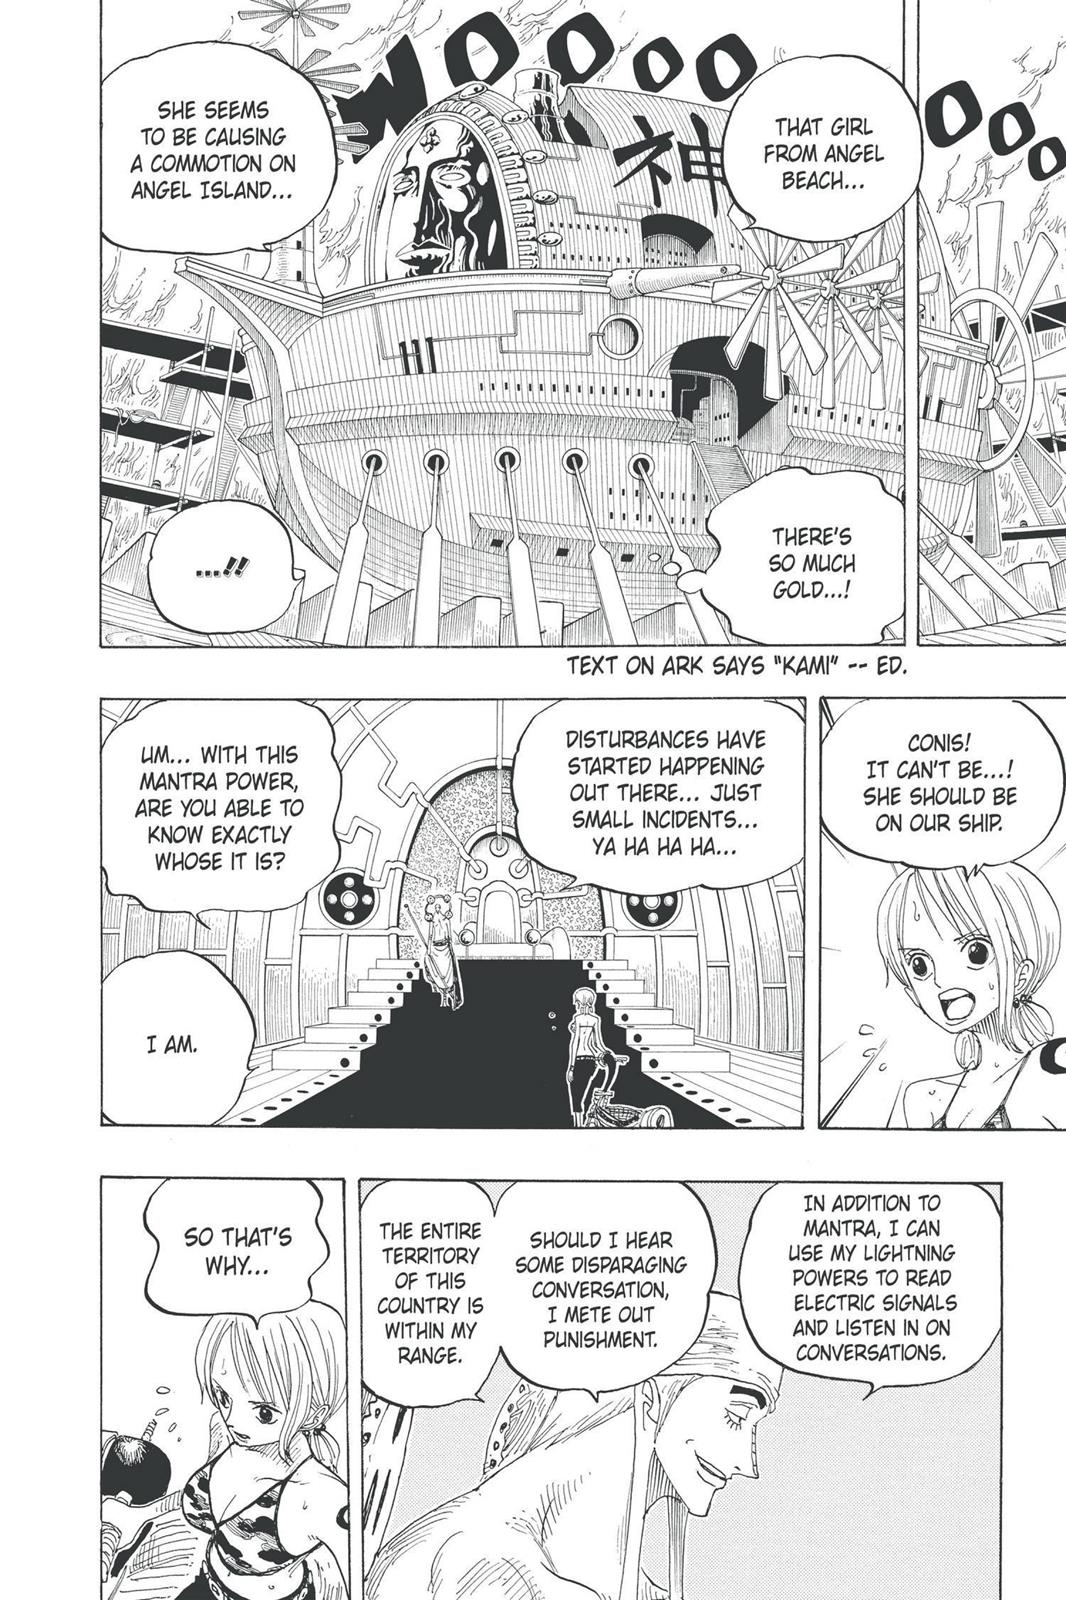 WOOOOOOOOO
神
THAT GIRL
FROM ANGEL
BEACH...
SHE SEEMS
TO BE CAUSING
A COMMOTION ON
ANGEL ISLAND...
THERE'S
SO MUCH
GOLD...!
...!!
TEXT ON ARK SAYS "KAMI" -- ED.
CONIS!
IT CAN'T BE...!
SHE SHOULD BE
ON OUR SHIP.
DISTURBANCES HAVE
STARTED HAPPENING
OUT THERE... JUST
SMALL INCIDENTS...
YA HA HA HA...
UM... WITH THIS
MANTRA POWER,
ARE YOU ABLE TO
KNOW EXACTLY
WHOSE IT IS?
I AM.
IN ADDITION TO
MANTRA, I CAN
USE MY LIGHTNING
POWERS TO READ
ELECTRIC SIGNALS
AND LISTEN IN ON
CONVERSATIONS.
SHOULD I HEAR
SOME DISPARAGING
CONVERSATION,
I METE OUT
PUNISHMENT.
THE ENTIRE
TERRITORY
OF THIS
COUNTRY IS
WITHIN MY
RANGE.
SO THAT'S
WHY...